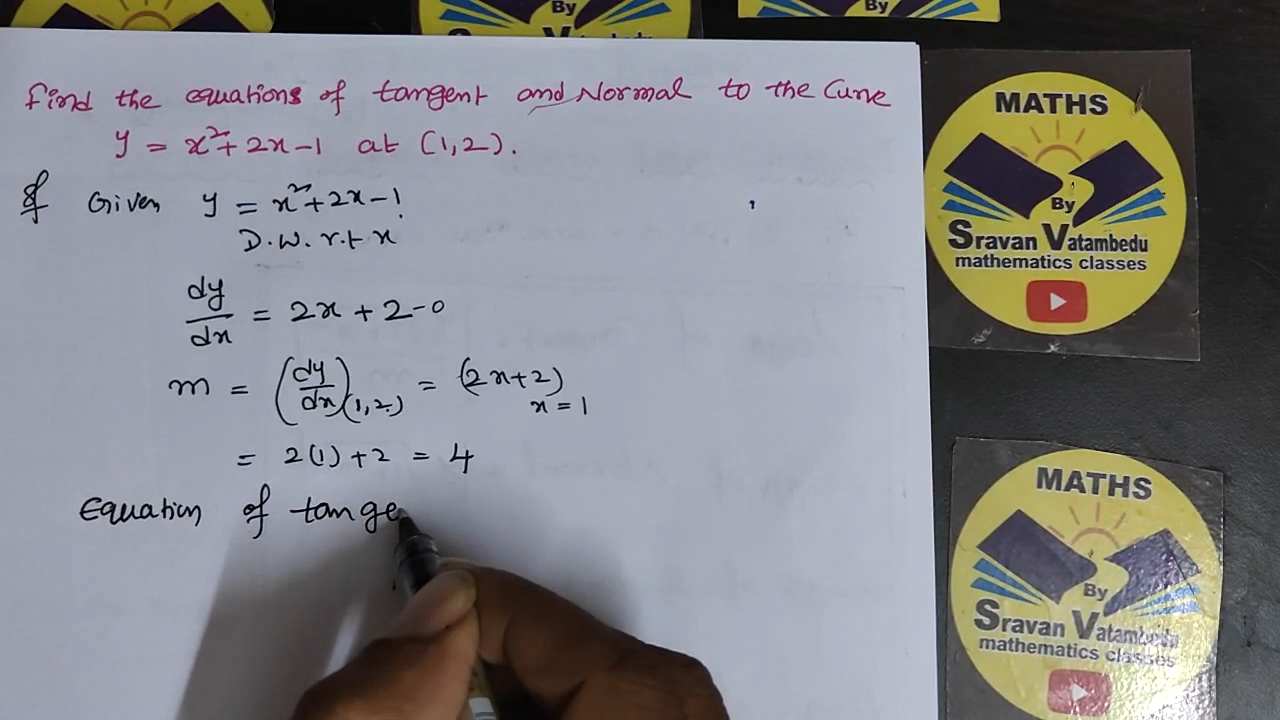 By
By
S V
Find the equations of tangent and Normal to the Curve
y = x²+ 2x-1 at (1,2).
Given y = x²+2x-1
D.W.r.t x
dy/dx = 2x + 2-0
m = (dy/dx)(1,2) = (2x+2) x=1
= 2(1)+2 = 4
Equation of tange
MATHS
By
Sravan Vatambedu
mathematics classes
MATHS
By
Sravan Vatambedu
mathematics classes